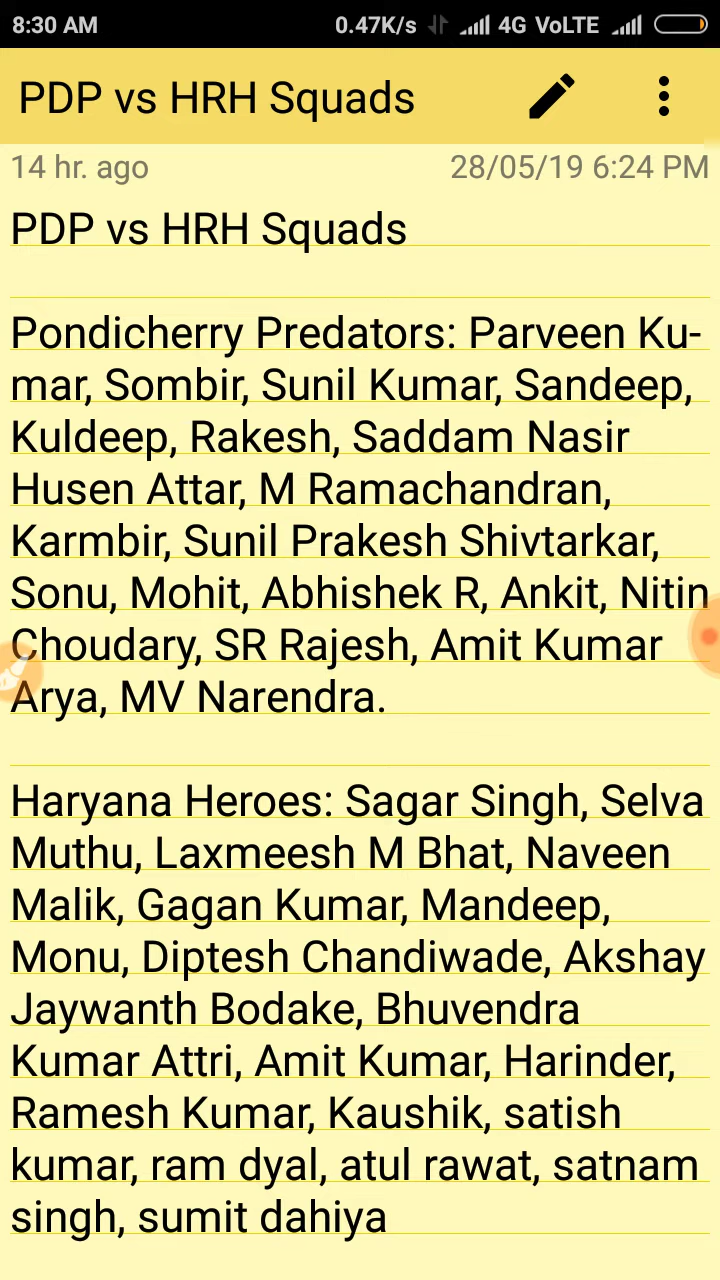 8:30 AM 0.47K/s 4G VoLTE
PDP vs HRH Squads
14 hr. ago 28/05/19 6:24 PM
PDP vs HRH Squads
Pondicherry Predators: Parveen Ku-
mar, Sombir, Sunil Kumar, Sandeep,
Kuldeep, Rakesh, Saddam Nasir
Husen Attar, M Ramachandran,
Karmbir, Sunil Prakesh Shivtarkar,
Sonu, Mohit, Abhishek R, Ankit, Nitin
Choudary, SR Rajesh, Amit Kumar
Arya, MV Narendra.
Haryana Heroes: Sagar Singh, Selva
Muthu, Laxmeesh M Bhat, Naveen
Malik, Gagan Kumar, Mandeep,
Monu, Diptesh Chandiwade, Akshay
Jaywanth Bodake, Bhuvendra
Kumar Attri, Amit Kumar, Harinder,
Ramesh Kumar, Kaushik, satish
kumar, ram dyal, atul rawat, satnam
singh, sumit dahiya